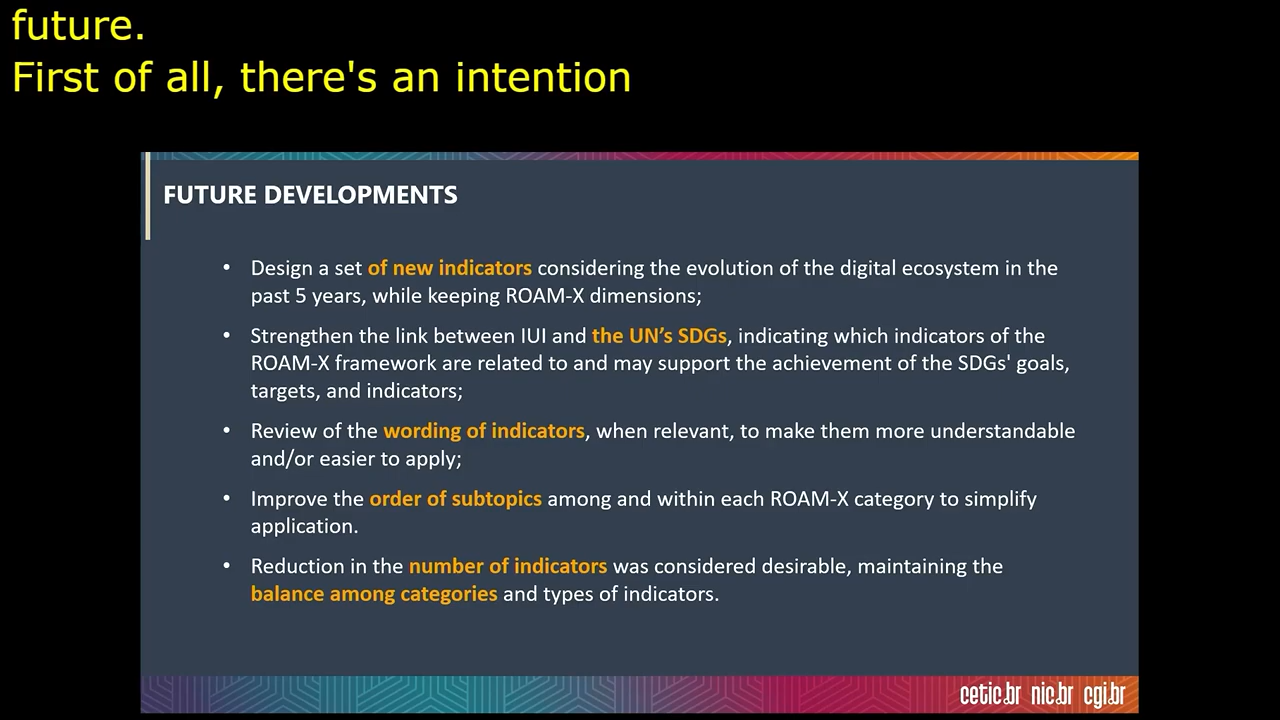 future.
First of all, there's an intention
FUTURE DEVELOPMENTS
• Design a set of new indicators considering the evolution of the digital ecosystem in the
past 5 years, while keeping ROAM-X dimensions;
• Strengthen the link between IUI and the UN’s SDGs, indicating which indicators of the
ROAM-X framework are related to and may support the achievement of the SDGs' goals,
targets, and indicators;
• Review of the wording of indicators, when relevant, to make them more understandable
and/or easier to apply;
• Improve the order of subtopics among and within each ROAM-X category to simplify
application.
• Reduction in the number of indicators was considered desirable, maintaining the
balance among categories and types of indicators.
cetic.br nic.br cgi.br